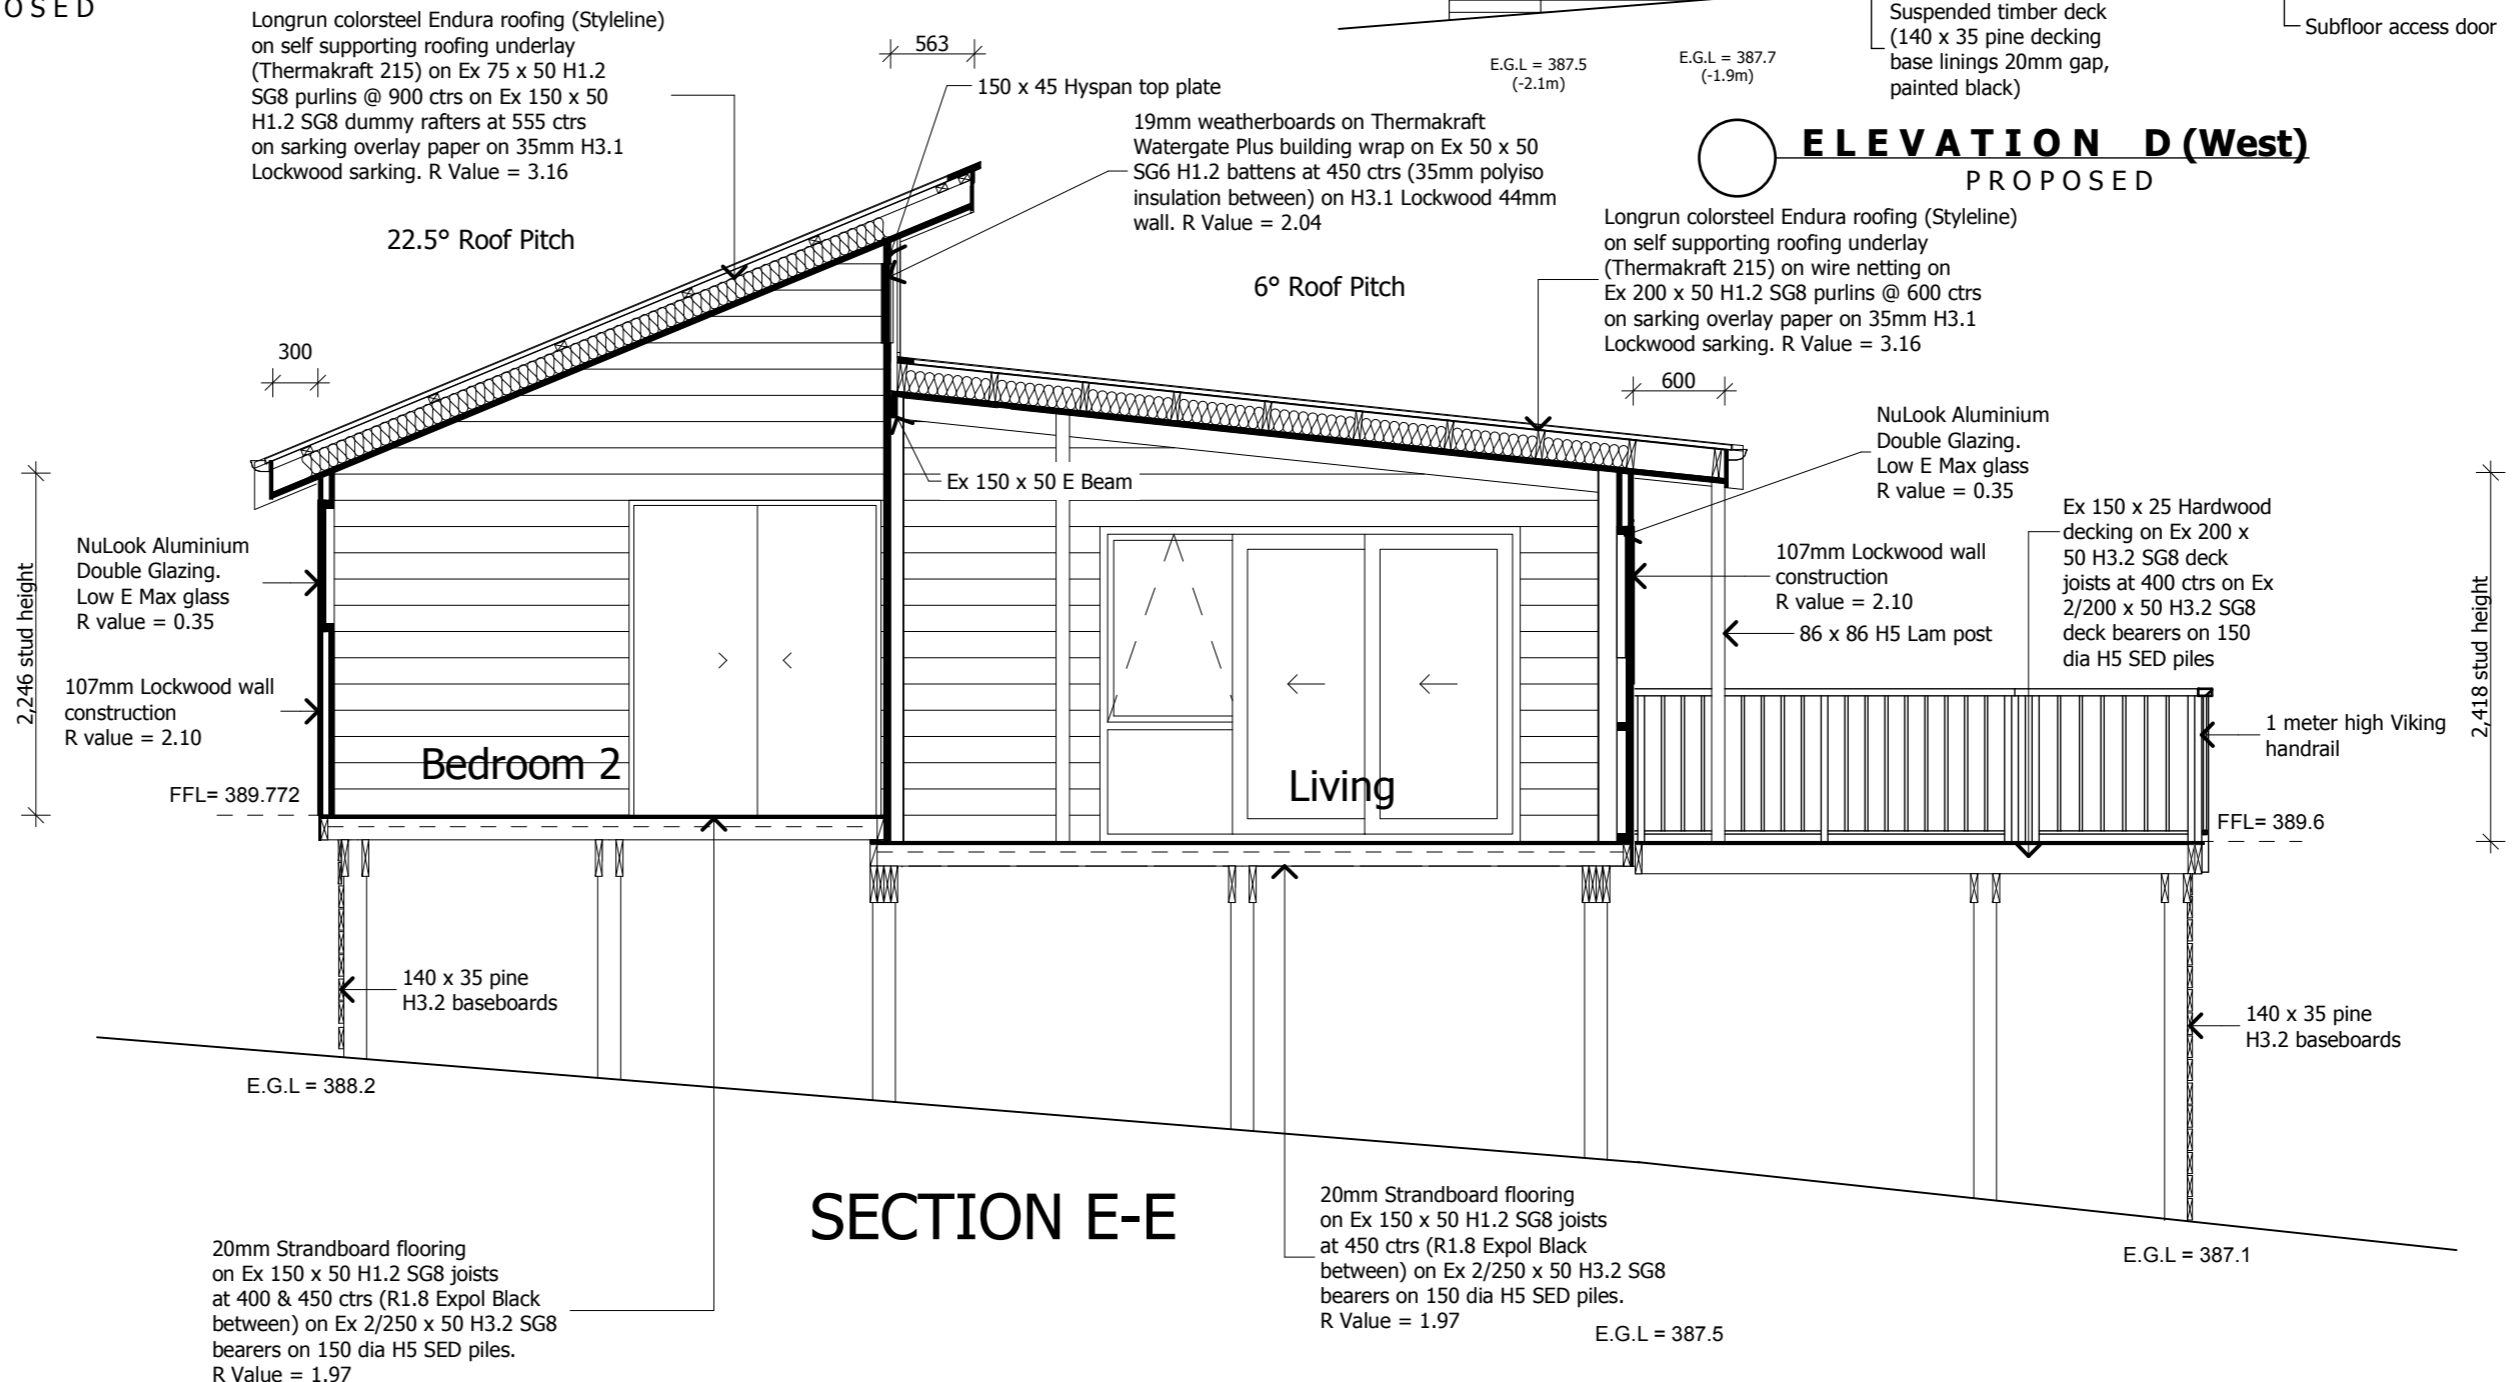 OSED
Longrun colorsteel Endura roofing (Styleline)
on self supporting roofing underlay
(Thermakraft 215) on Ex 75 x 50 H1.2
SG8 purlins @ 900 ctrs on Ex 150 x 50
H1.2 SG8 dummy rafters at 555 ctrs
on sarking overlay paper on 35mm H3.1
Lockwood sarking. R Value = 3.16
563
150 x 45 Hyspan top plate
19mm weatherboards on Thermakraft
Watergate Plus building wrap on Ex 50 x 50
SG6 H1.2 battens at 450 ctrs (35mm polyiso
insulation between) on H3.1 Lockwood 44mm
wall. R Value = 2.04
E.G.L = 387.5
(-2.1m)
E.G.L = 387.7
(-1.9m)
Suspended timber deck
(140 x 35 pine decking
base linings 20mm gap,
painted black)
Subfloor access door
ELEVATION D (West)
PROPOSED
22.5° Roof Pitch
6° Roof Pitch
Longrun colorsteel Endura roofing (Styleline)
on self supporting roofing underlay
(Thermakraft 215) on wire netting on
Ex 200 x 50 H1.2 SG8 purlins @ 600 ctrs
on sarking overlay paper on 35mm H3.1
Lockwood sarking. R Value = 3.16
300
600
NuLook Aluminium
Double Glazing.
Low E Max glass
R value = 0.35
Ex 150 x 50 E Beam
2,246 stud height
NuLook Aluminium
Double Glazing.
Low E Max glass
R value = 0.35
107mm Lockwood wall
construction
R value = 2.10
FFL= 389.772
Bedroom 2
Living
107mm Lockwood wall
construction
R value = 2.10
86 x 86 H5 Lam post
Ex 150 x 25 Hardwood
decking on Ex 200 x
50 H3.2 SG8 deck
joists at 400 ctrs on Ex
2/200 x 50 H3.2 SG8
deck bearers on 150
dia H5 SED piles
2,418 stud height
1 meter high Viking
handrail
FFL= 389.6
140 x 35 pine
H3.2 baseboards
140 x 35 pine
H3.2 baseboards
E.G.L = 388.2
SECTION E-E
20mm Strandboard flooring
on Ex 150 x 50 H1.2 SG8 joists
at 400 & 450 ctrs (R1.8 Expol Black
between) on Ex 2/250 x 50 H3.2 SG8
bearers on 150 dia H5 SED piles.
R Value = 1.97
20mm Strandboard flooring
on Ex 150 x 50 H1.2 SG8 joists
at 450 ctrs (R1.8 Expol Black
between) on Ex 2/250 x 50 H3.2 SG8
bearers on 150 dia H5 SED piles.
R Value = 1.97
E.G.L = 387.5
E.G.L = 387.1